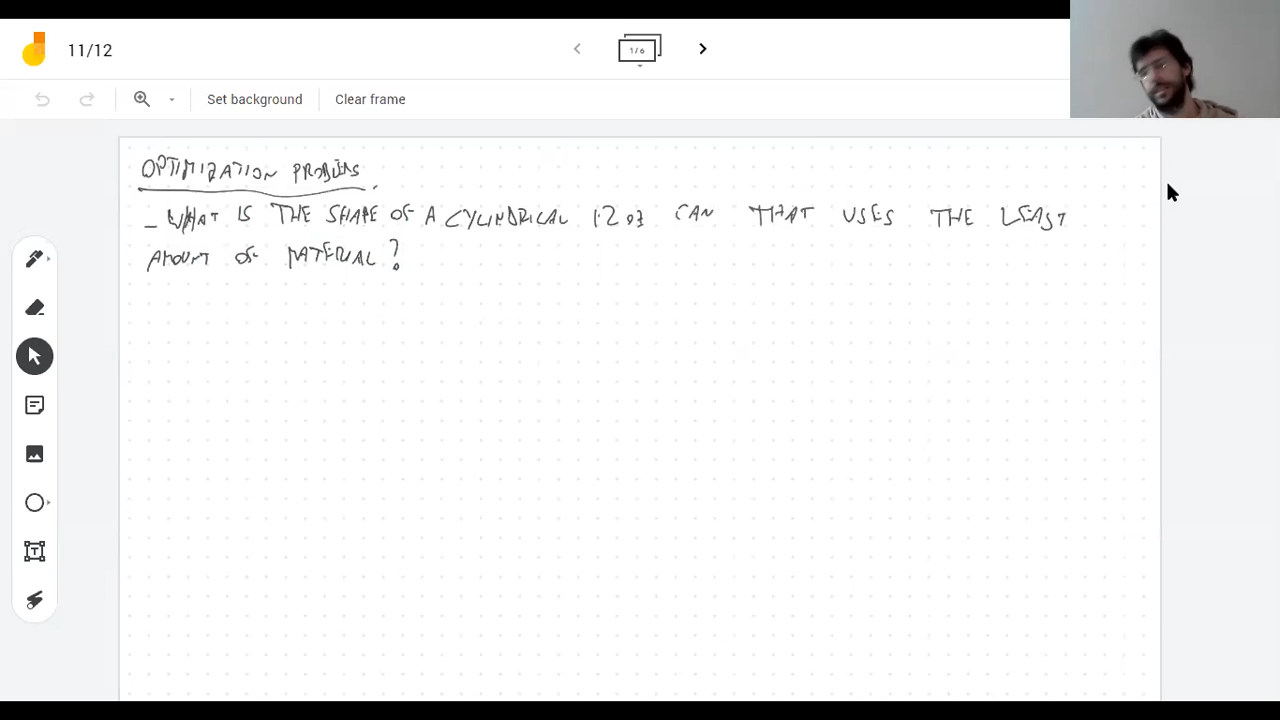 11/12
1/6
Set background
Clear frame
OPTIMIZATION PROBLEMS
- WHAT IS THE SHAPE OF A CYLINDRICAL 12 oz CAN THAT USES THE LEAST
AMOUNT OF MATERIAL?